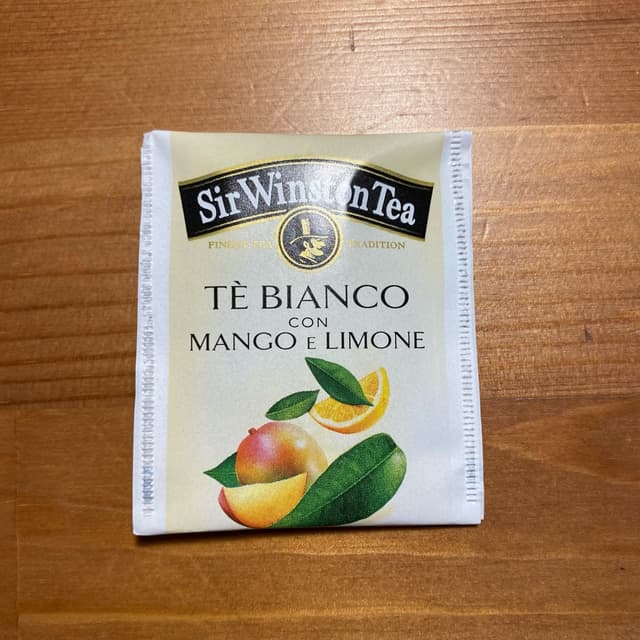 Sir Winston Tea
FINEST TEA TRADITION
TÈ BIANCO
CON
MANGO E LIMONE